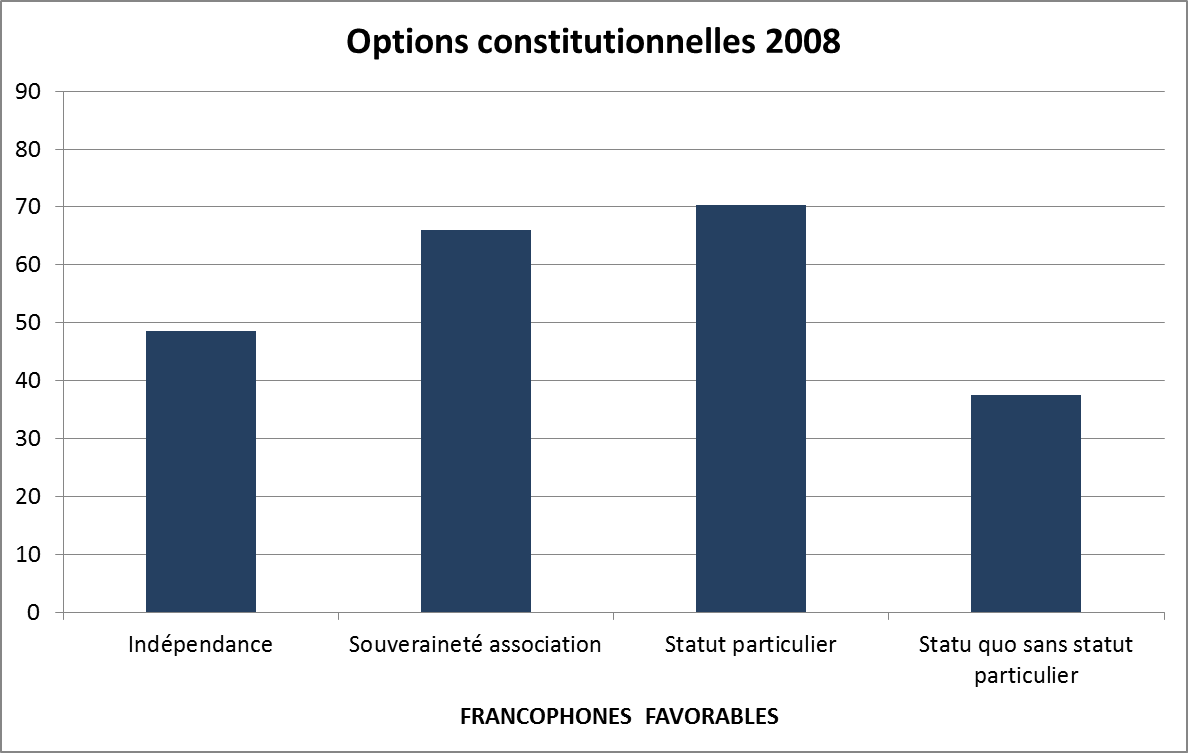 Options constitutionnelles 2008
90
80
70
60
50
40
30
20
10
0
Indépendance
Souveraineté association
Statut particulier
Statu quo sans statut
particulier
FRANCOPHONES FAVORABLES